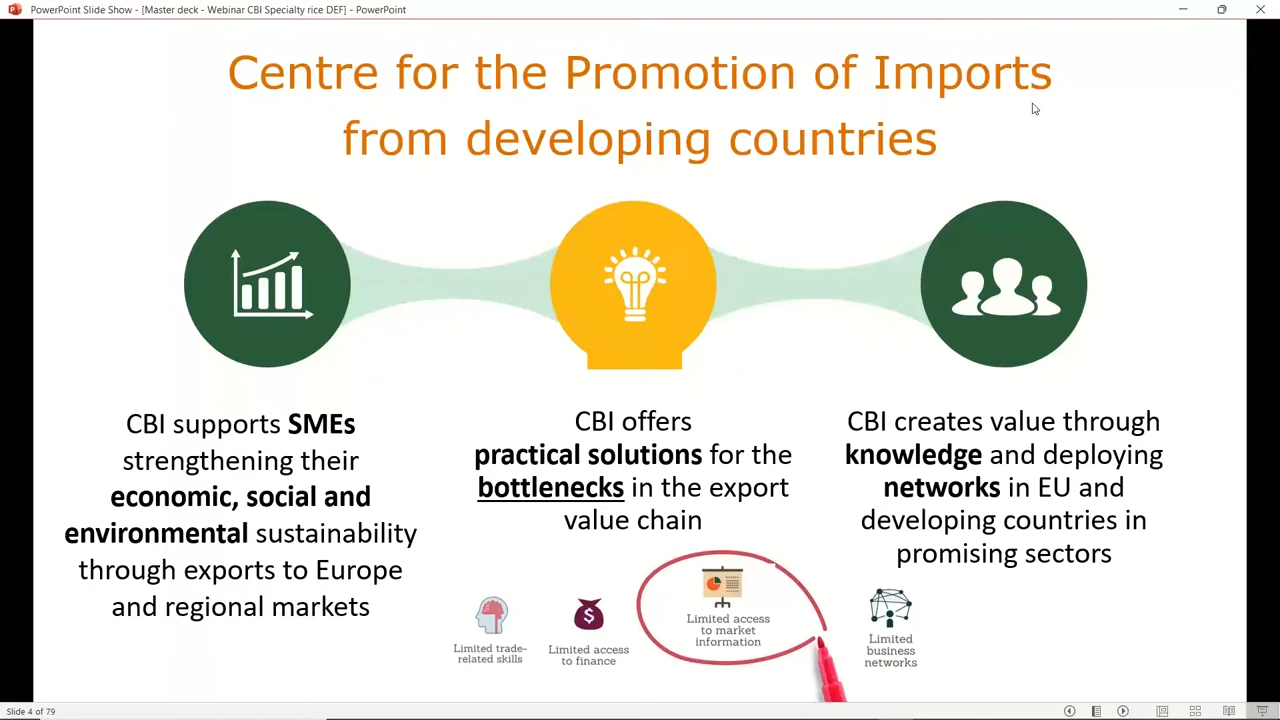 PowerPoint Slide Show - [Master deck - Webinar CBI Specialty rice DEF] - PowerPoint
Centre for the Promotion of Imports
from developing countries
CBI supports SMEs
strengthening their
economic, social and
environmental sustainability
through exports to Europe
and regional markets
CBI offers
practical solutions for the
bottlenecks in the export
value chain
CBI creates value through
knowledge and deploying
networks in EU and
developing countries in
promising sectors
$
Limited trade-
related skills
Limited access
to finance
Limited access
to market
information
Limited
business
networks
Slide 4 of 79